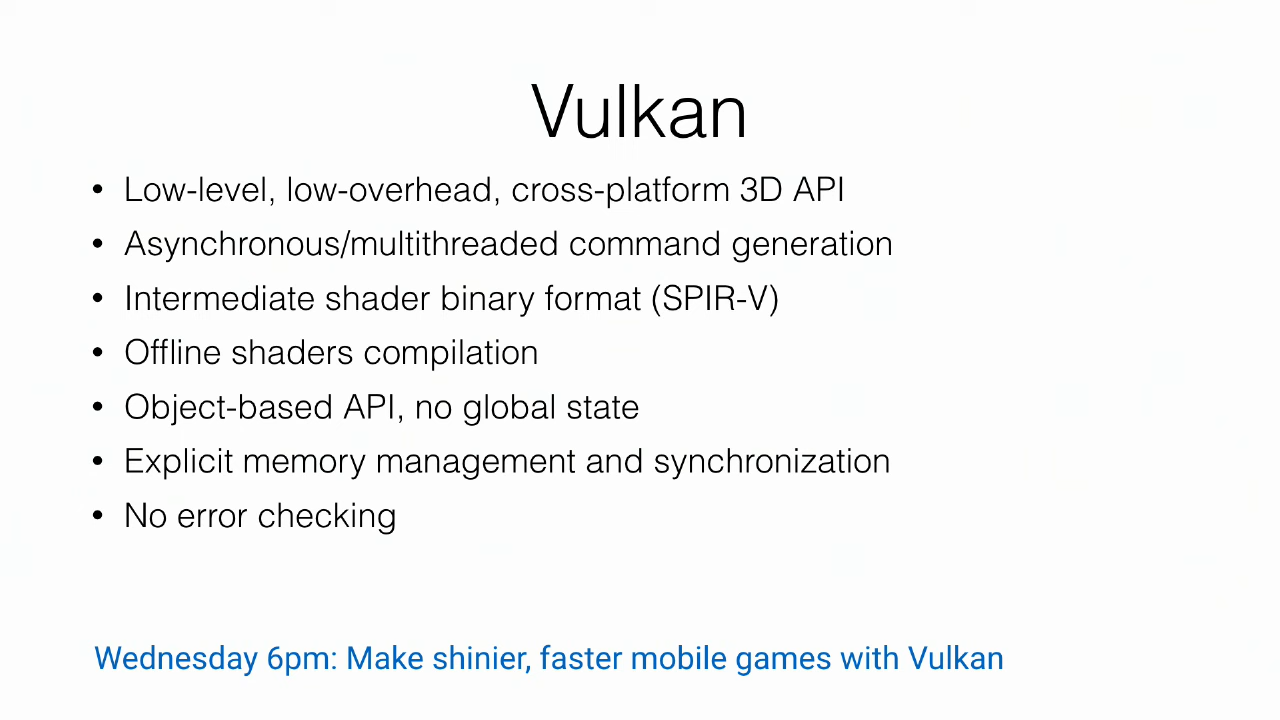 Vulkan
• Low-level, low-overhead, cross-platform 3D API
• Asynchronous/multithreaded command generation
• Intermediate shader binary format (SPIR-V)
• Offline shaders compilation
• Object-based API, no global state
• Explicit memory management and synchronization
• No error checking
Wednesday 6pm: Make shinier, faster mobile games with Vulkan